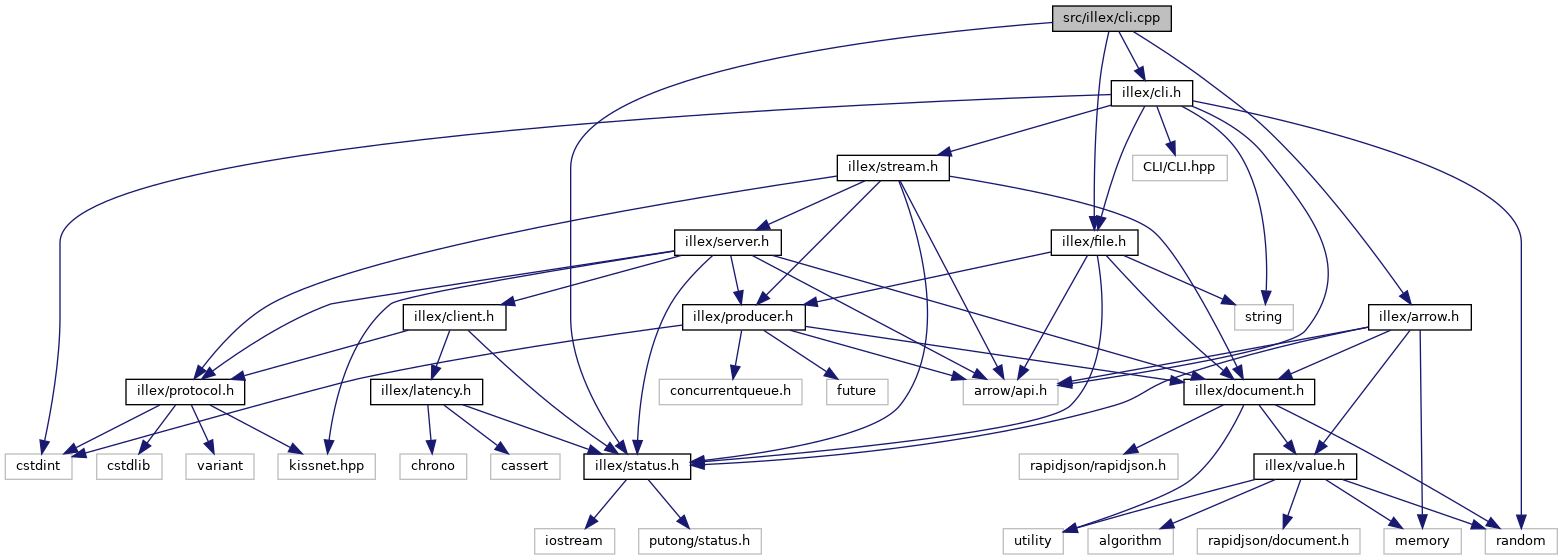 src/illex/cli.cpp
illex/cli.h
illex/stream.h
CLI/CLI.hpp
illex/server.h
illex/file.h
illex/client.h
illex/producer.h
string
illex/arrow.h
illex/protocol.h
illex/latency.h
concurrentqueue.h
future
arrow/api.h
illex/document.h
cstdint
cstdlib
variant
kissnet.hpp
chrono
cassert
illex/status.h
rapidjson/rapidjson.h
illex/value.h
iostream
putong/status.h
utility
algorithm
rapidjson/document.h
memory
random